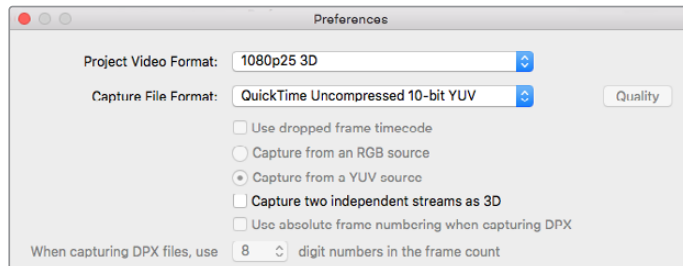 Preferences
Project Video Format: 1080p25 3D
Capture File Format: QuickTime Uncompressed 10-bit YUV Quality
Use dropped frame timecode
Capture from an RGB source
Capture from a YUV source
Capture two independent streams as 3D
Use absolute frame numbering when capturing DPX
When capturing DPX files, use 8 digit numbers in the frame count